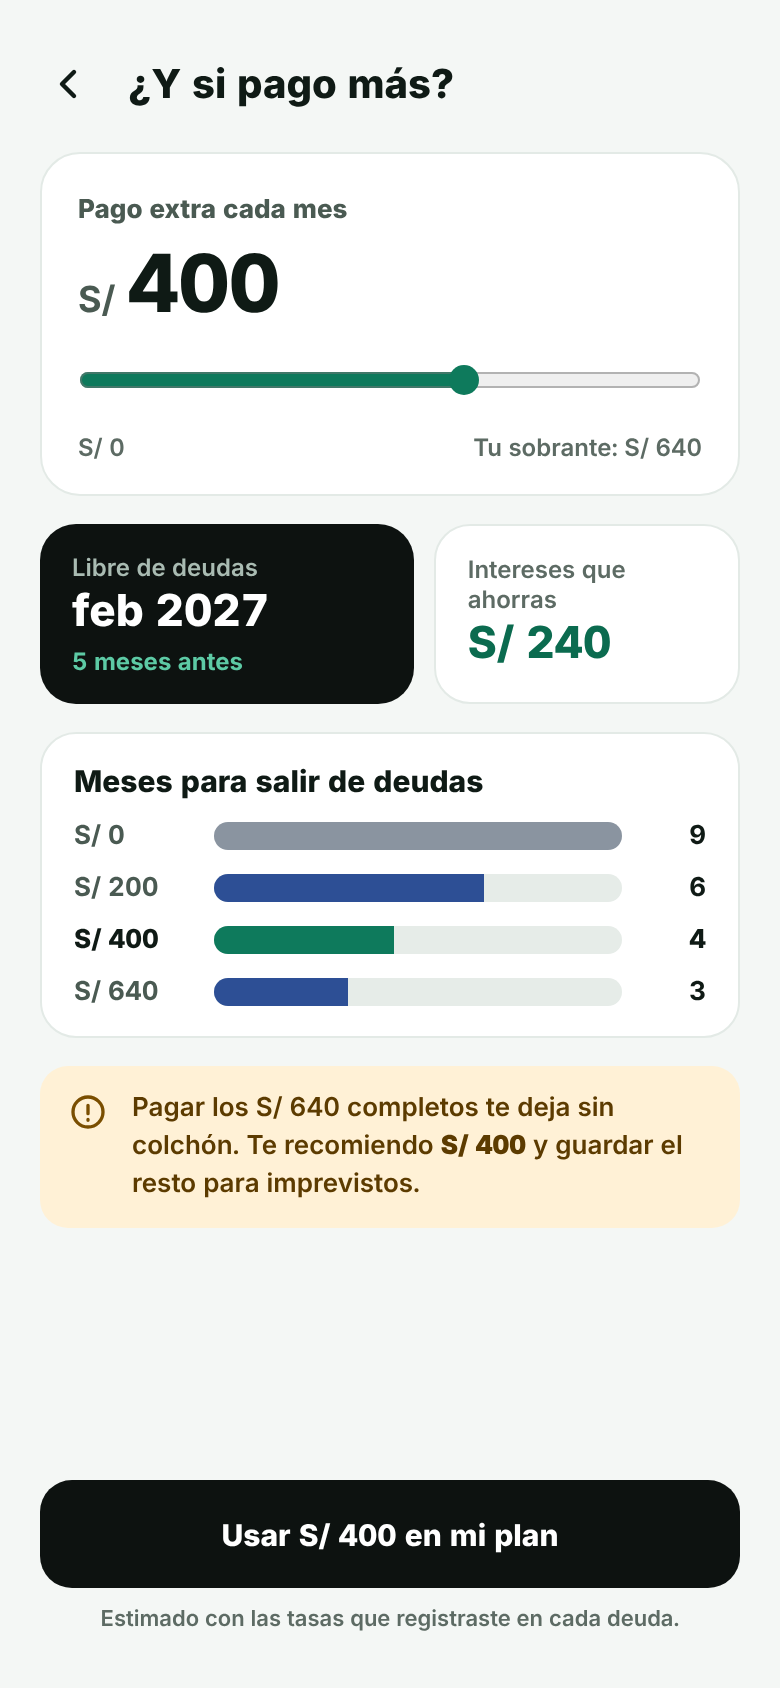 ¿Y si pago más?
Pago extra cada mes
S/ 400
S/ 0
Tu sobrante: S/ 640
Libre de deudas
feb 2027
5 meses antes
Intereses que
ahorras
S/ 240
Meses para salir de deudas
S/ 0 9
S/ 200 6
S/ 400 4
S/ 640 3
Pagar los S/ 640 completos te deja sin
colchón. Te recomiendo S/ 400 y guardar el
resto para imprevistos.
Usar S/ 400 en mi plan
Estimado con las tasas que registraste en cada deuda.